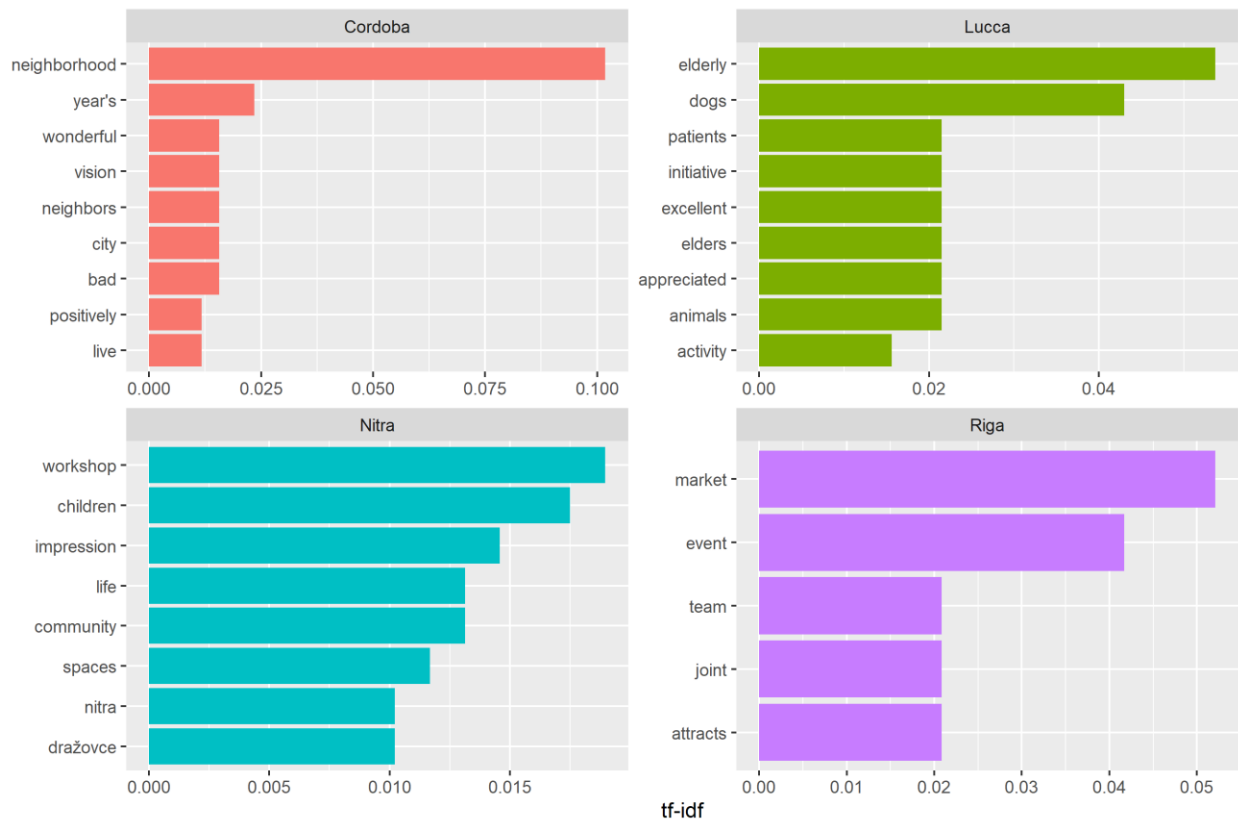 Cordoba
neighborhood
year's
wonderful
vision
neighbors
city
bad
positively
live
0.000 0.025 0.050 0.075 0.100
Lucca
elderly
dogs
patients
initiative
excellent
elders
appreciated
animals
activity
0.00 0.02 0.04
Nitra
workshop
children
impression
life
community
spaces
nitra
dražovce
0.000 0.005 0.010 0.015
Riga
market
event
team
joint
attracts
0.00 0.01 0.02 0.03 0.04 0.05
tf-idf